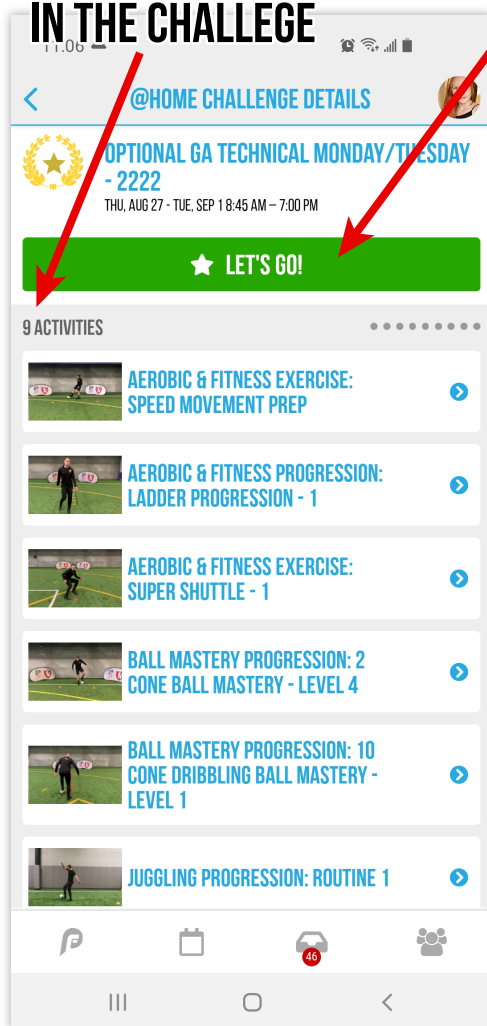 IN THE CHALLEGE
11:06
@HOME CHALLENGE DETAILS
OPTIONAL GA TECHNICAL MONDAY/TUESDAY
- 2222
THU, AUG 27 - TUE, SEP 1 8:45 AM – 7:00 PM
LET'S GO!
9 ACTIVITIES
AEROBIC & FITNESS EXERCISE:
SPEED MOVEMENT PREP
AEROBIC & FITNESS PROGRESSION:
LADDER PROGRESSION - 1
AEROBIC & FITNESS EXERCISE:
SUPER SHUTTLE - 1
BALL MASTERY PROGRESSION: 2
CONE BALL MASTERY - LEVEL 4
BALL MASTERY PROGRESSION: 10
CONE DRIBBLING BALL MASTERY -
LEVEL 1
JUGGLING PROGRESSION: ROUTINE 1
46